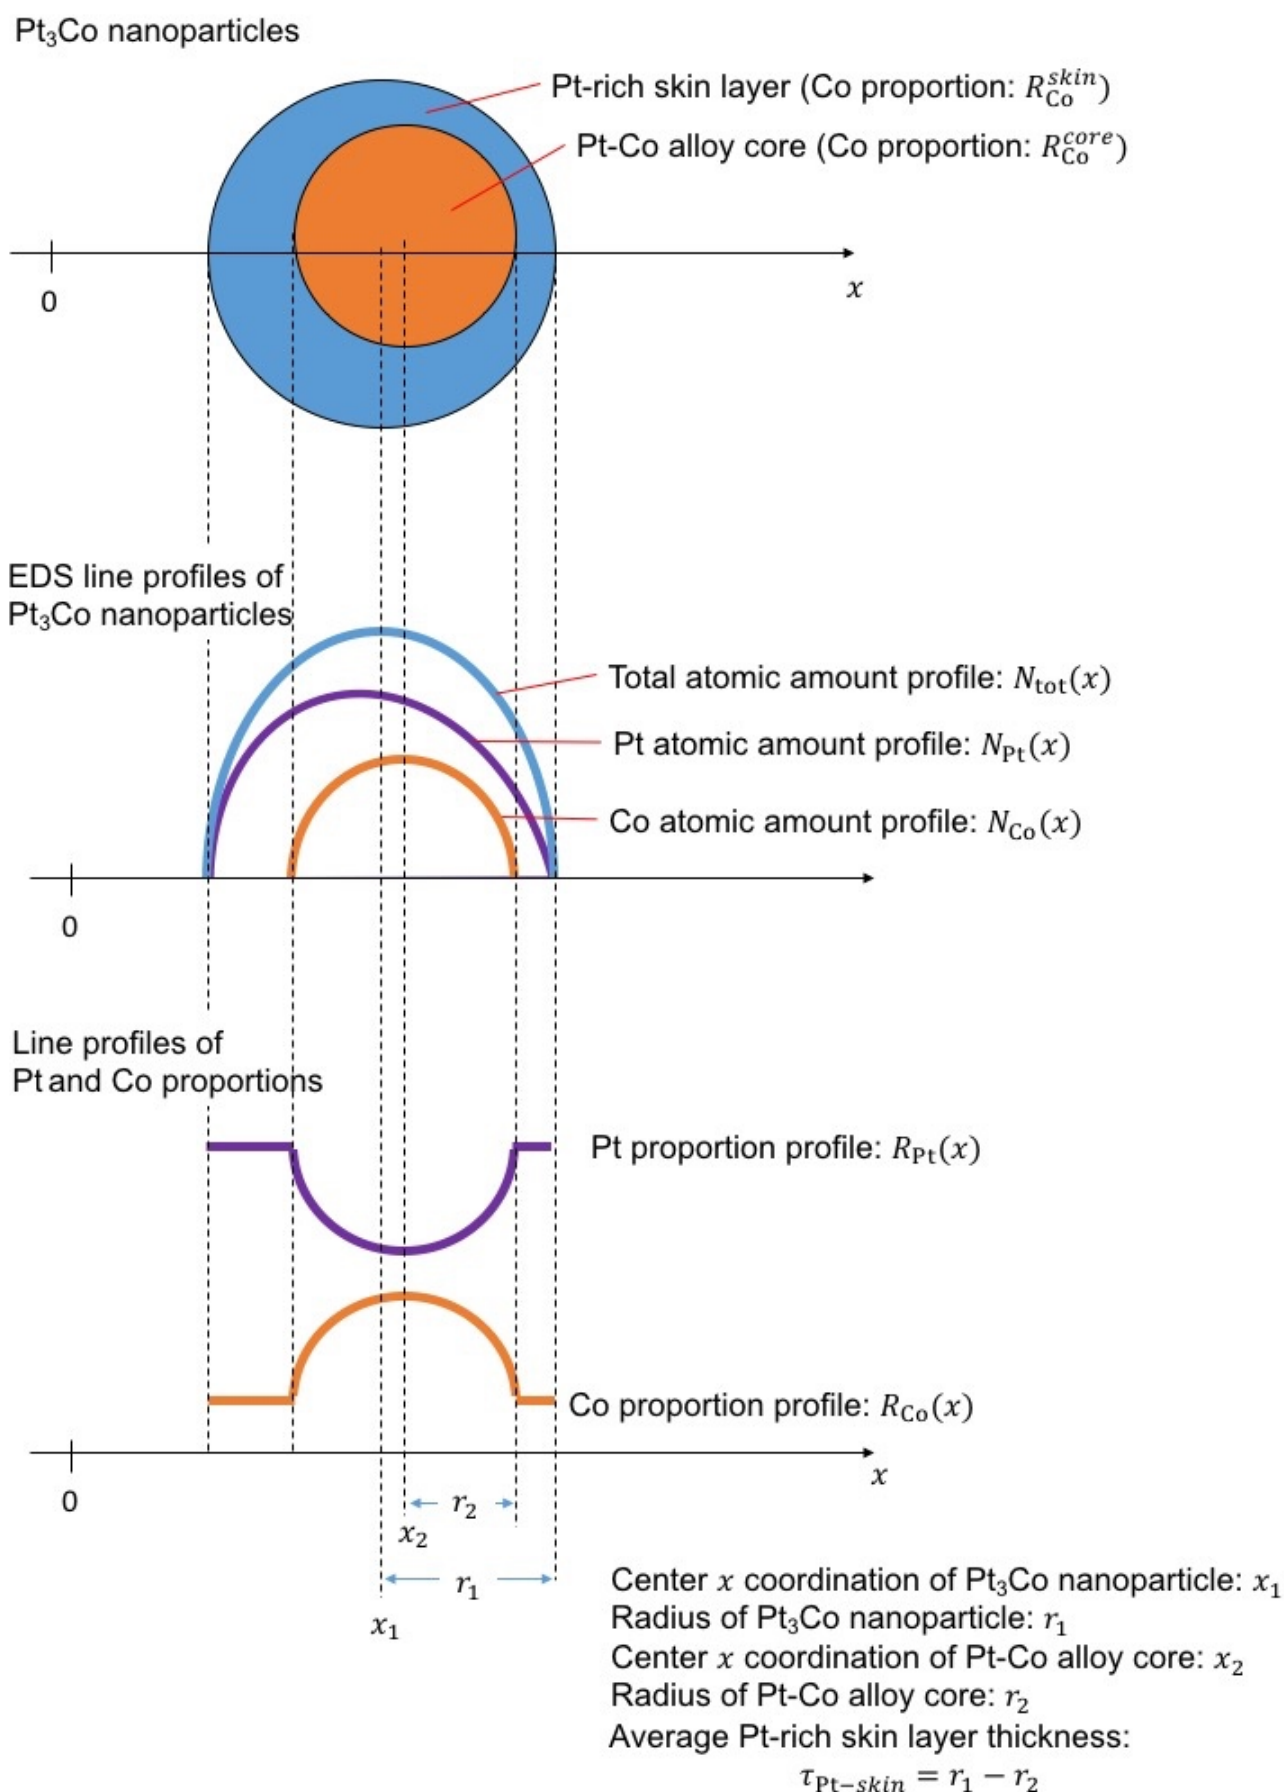 Pt₃Co nanoparticles
Pt-rich skin layer (Co proportion: R_Co^skin)
Pt-Co alloy core (Co proportion: R_Co^core)
0
x
EDS line profiles of
Pt₃Co nanoparticles
Total atomic amount profile: N_tot(x)
Pt atomic amount profile: N_Pt(x)
Co atomic amount profile: N_Co(x)
0
Line profiles of
Pt and Co proportions
Pt proportion profile: R_Pt(x)
Co proportion profile: R_Co(x)
x
0
r₂
x₂
r₁
x₁
Center x coordination of Pt₃Co nanoparticle: x₁
Radius of Pt₃Co nanoparticle: r₁
Center x coordination of Pt-Co alloy core: x₂
Radius of Pt-Co alloy core: r₂
Average Pt-rich skin layer thickness:
τ_Pt−skin = r₁ − r₂